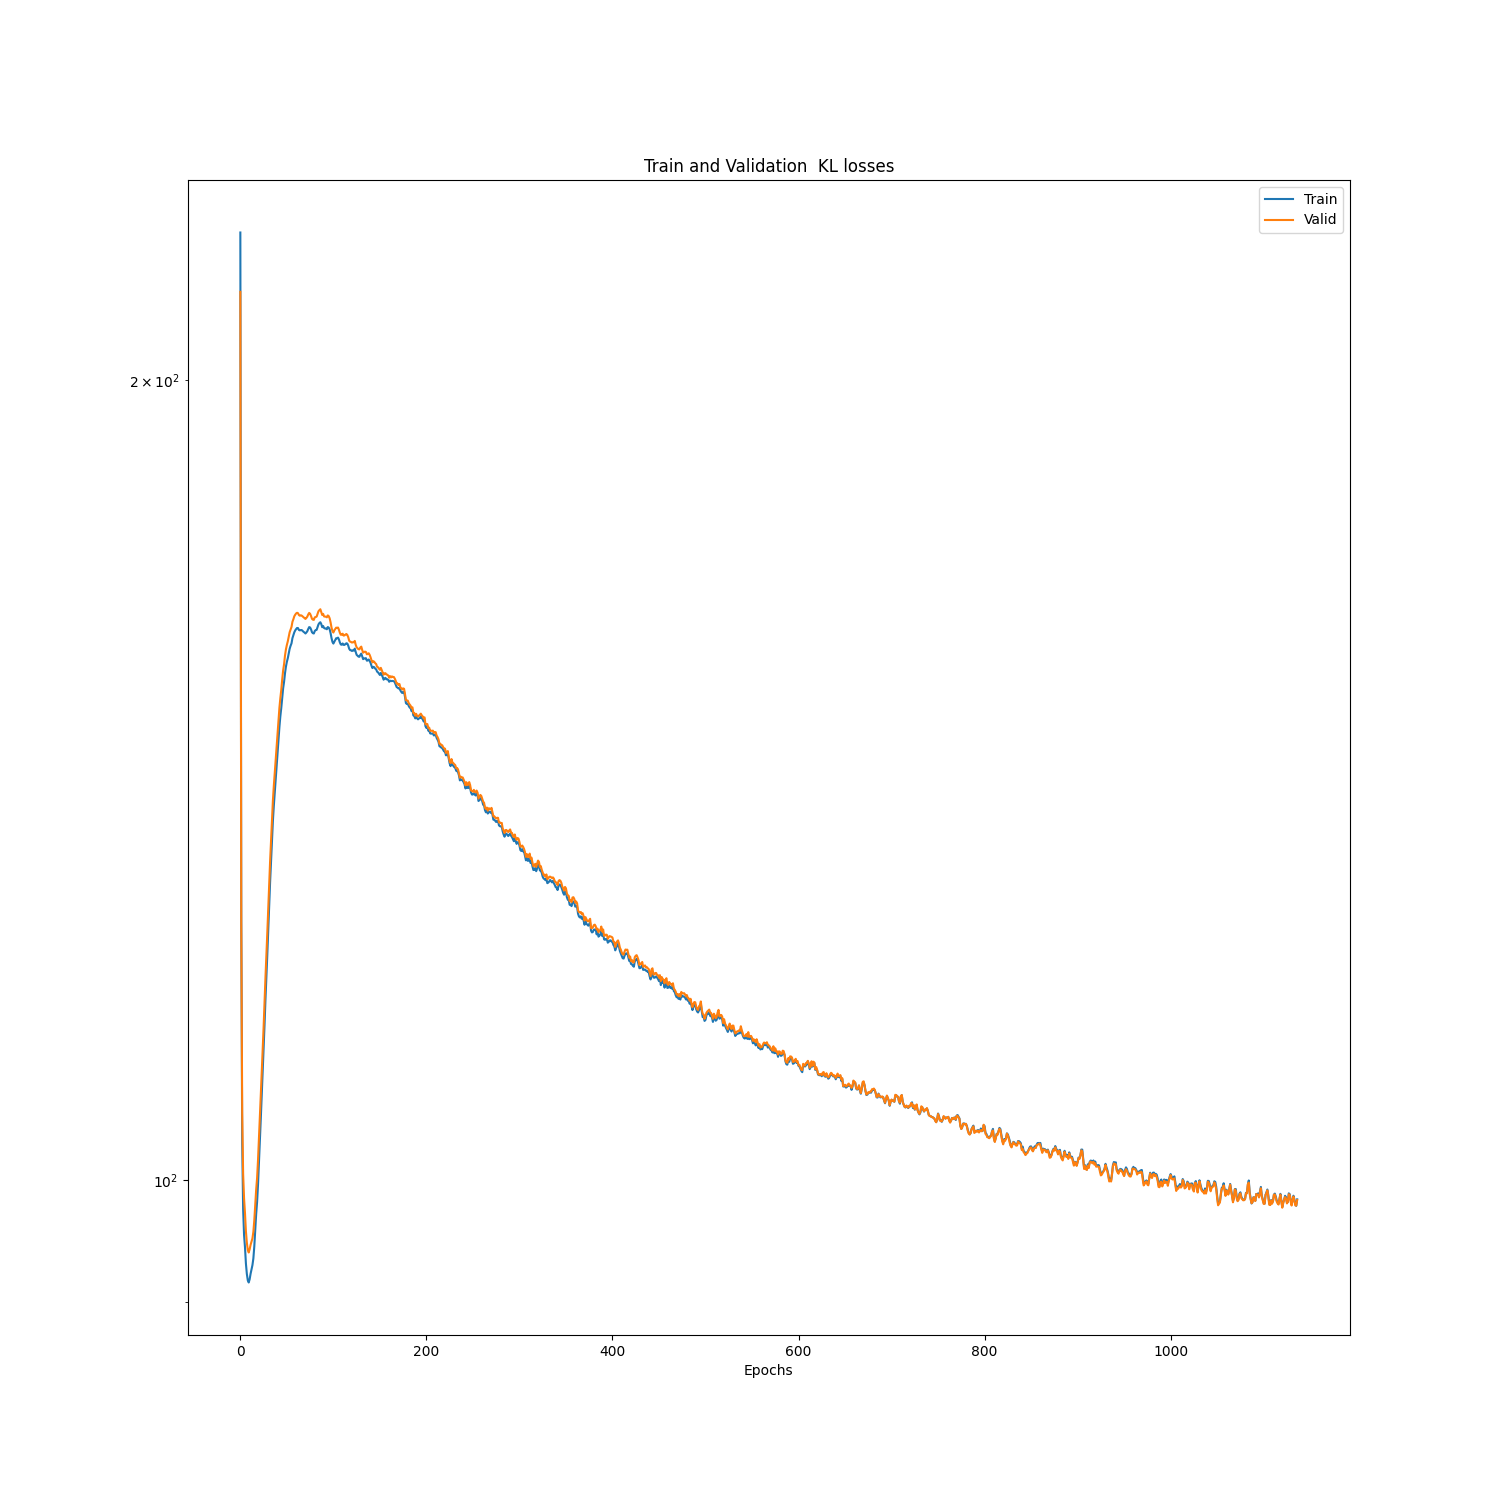 Train and Validation  KL losses
Train
Valid
2 × 10²
10²
0 200 400 600 800 1000
Epochs